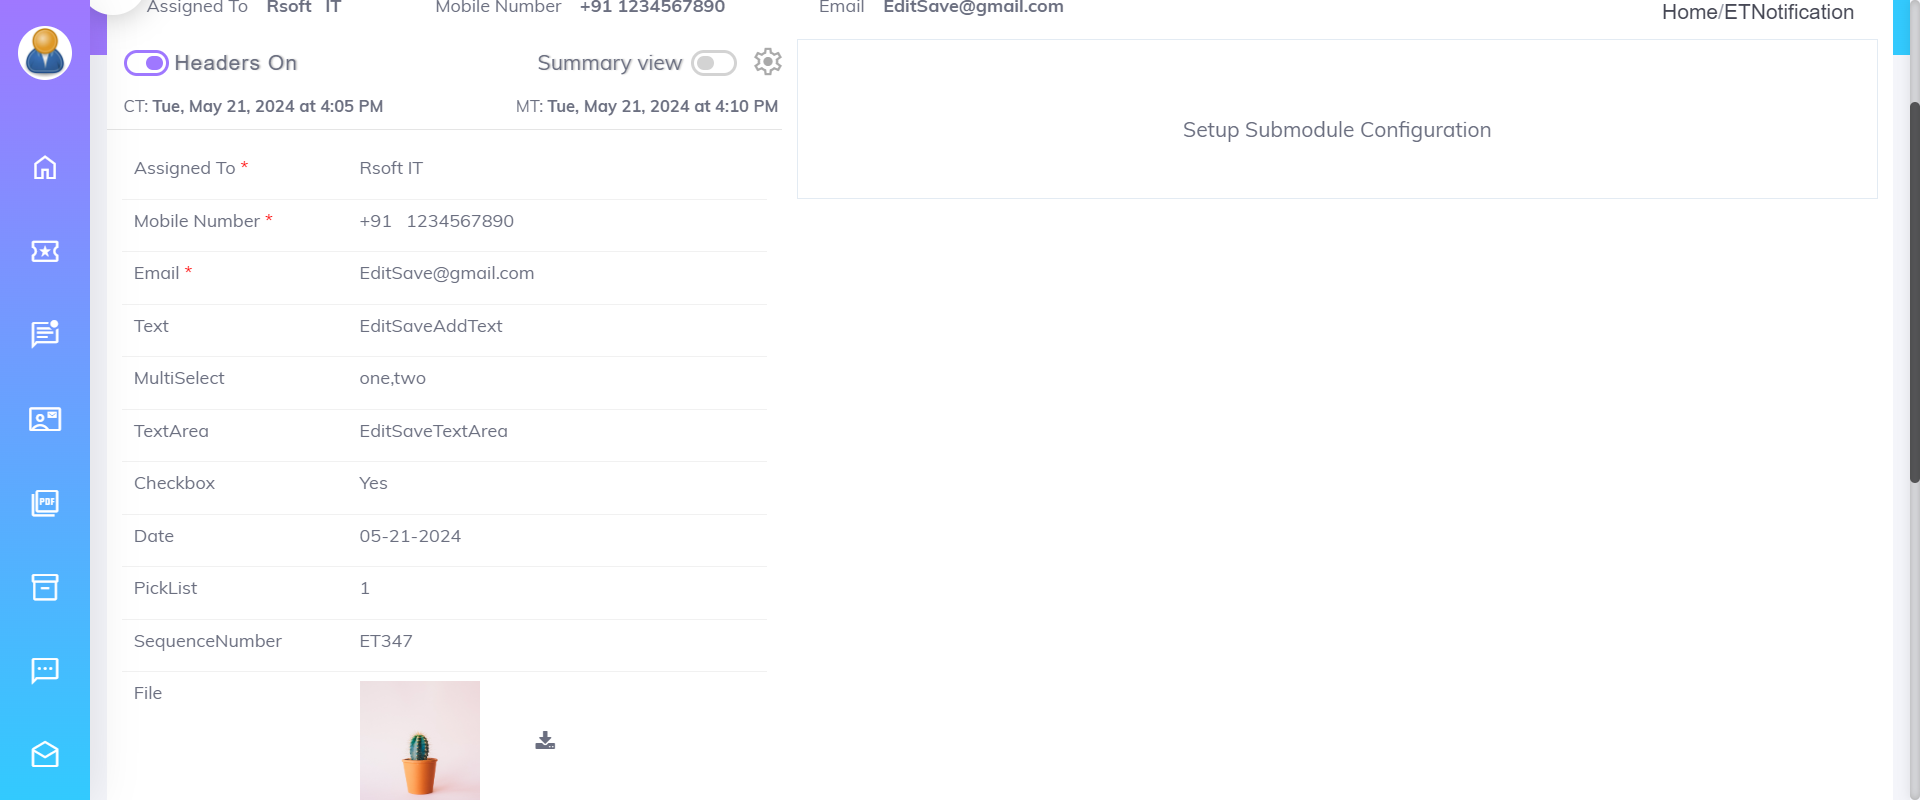 Assigned To Rsoft IT Mobile Number +91 1234567890 Email EditSave@gmail.com Home/ETNotification
Headers On Summary view
CT: Tue, May 21, 2024 at 4:05 PM MT: Tue, May 21, 2024 at 4:10 PM
Setup Submodule Configuration
Assigned To * Rsoft IT
Mobile Number * +91 1234567890
Email * EditSave@gmail.com
Text EditSaveAddText
MultiSelect one,two
TextArea EditSaveTextArea
Checkbox Yes
Date 05-21-2024
PickList 1
SequenceNumber ET347
File
PDF